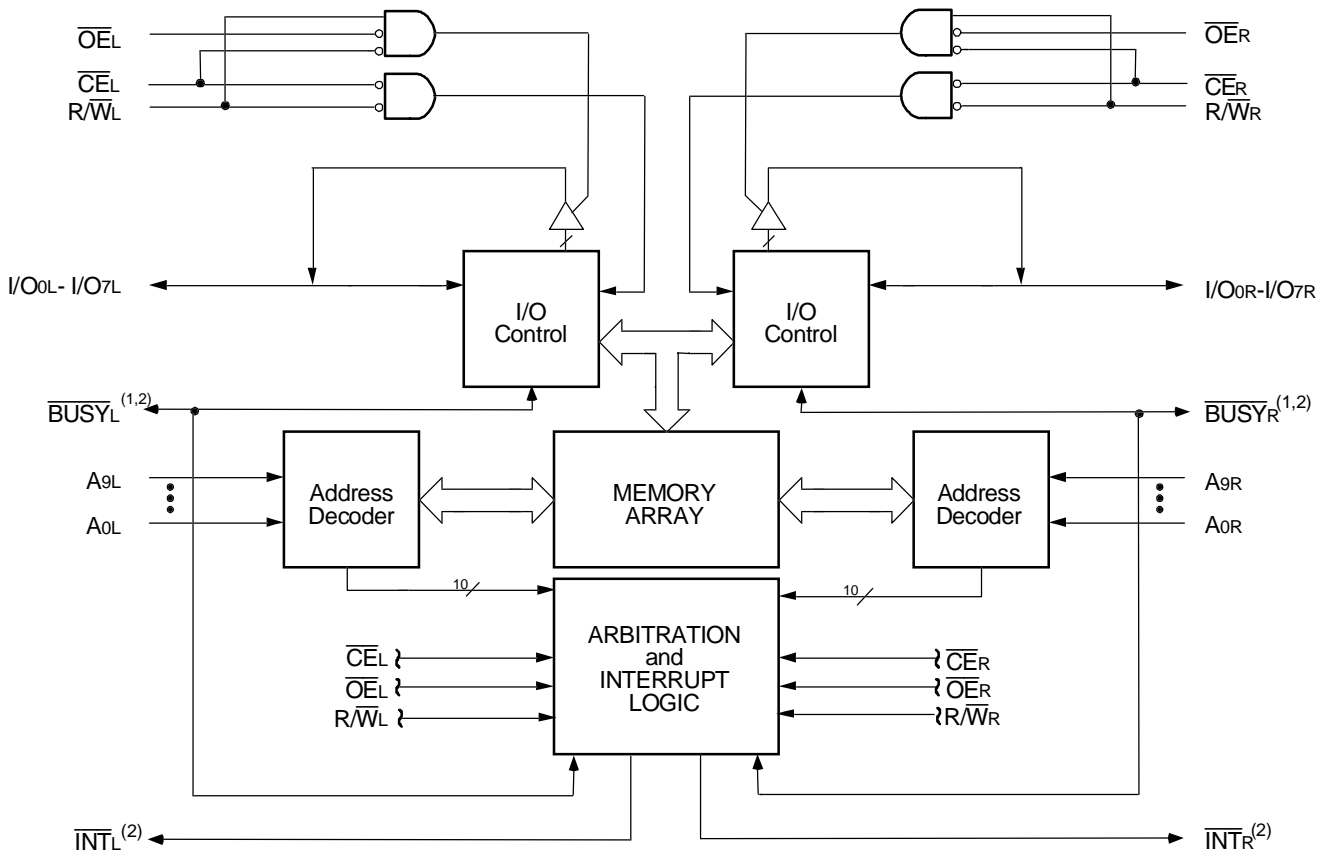 OEL
OER
CEL
CER
R/WL
R/WR
I/O0L- I/O7L
I/O
Control
I/O
Control
I/O0R-I/O7R
BUSYL(1,2)
BUSYR(1,2)
A9L
A0L
Address
Decoder
MEMORY
ARRAY
Address
Decoder
A9R
A0R
10
10
ARBITRATION
and
INTERRUPT
LOGIC
CEL
OEL
R/WL
CER
OER
R/WR
INTL(2)
INTR(2)